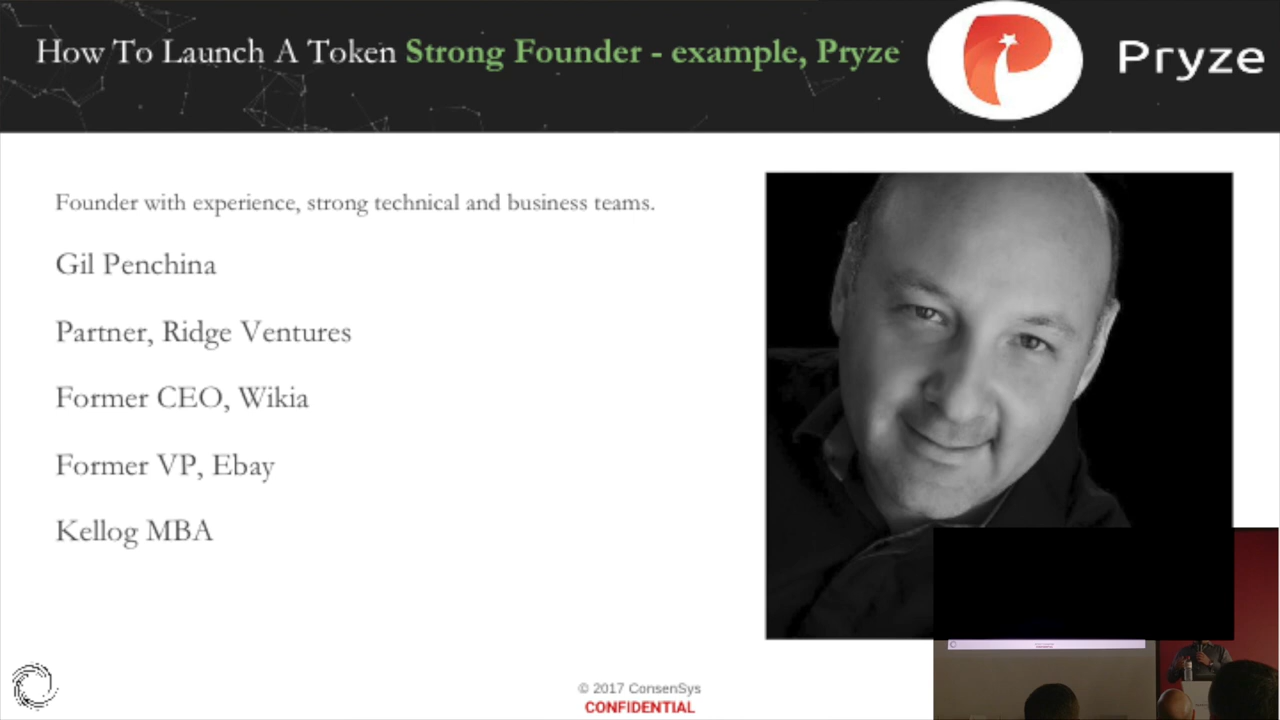 How To Launch A Token Strong Founder - example, Pryze
Pryze
Founder with experience, strong technical and business teams.
Gil Penchina
Partner, Ridge Ventures
Former CEO, Wikia
Former VP, Ebay
Kellog MBA
© 2017 ConsenSys
CONFIDENTIAL